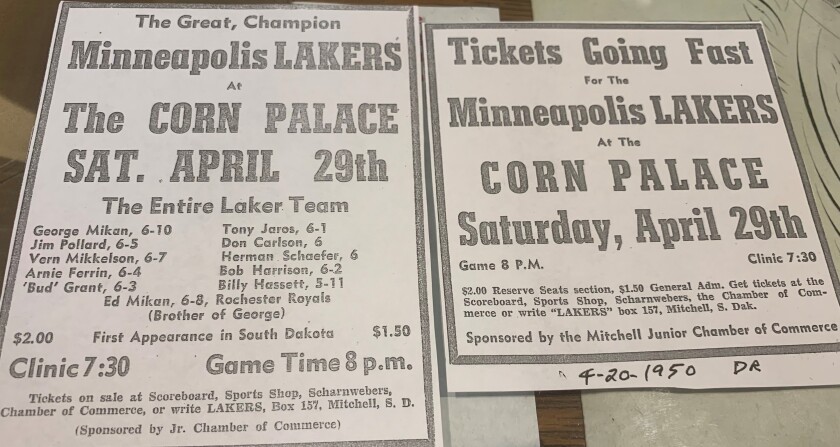 The Great, Champion
Minneapolis LAKERS
At
The CORN PALACE
SAT. APRIL 29th
The Entire Laker Team
George Mikan, 6-10
Jim Pollard, 6-5
Vern Mikkelson, 6-7
Arnie Ferrin, 6-4
'Bud' Grant, 6-3
Tony Jaros, 6-1
Don Carlson, 6
Herman Schaefer, 6
Bob Harrison, 6-2
Billy Hassett, 5-11
Ed Mikan, 6-8, Rochester Royals
(Brother of George)
$2.00 First Appearance in South Dakota $1.50
Clinic 7:30 Game Time 8 p.m.
Tickets on sale at Scoreboard, Sports Shop, Scharnwebers,
Chamber of Commerce, or write LAKERS, Box 157, Mitchell, S. D.
(Sponsored by Jr. Chamber of Commerce)
Tickets Going Fast
For The
Minneapolis LAKERS
At The
CORN PALACE
Saturday, April 29th
Game 8 P.M. Clinic 7:30
$2.00 Reserve Seats section, $1.50 General Adm. Get tickets at the
Scoreboard, Sports Shop, Scharnwebers, the Chamber of Com-
merce or write "LAKERS" box 157, Mitchell, S. Dak.
Sponsored by the Mitchell Junior Chamber of Commerce
4-20-1950 DR